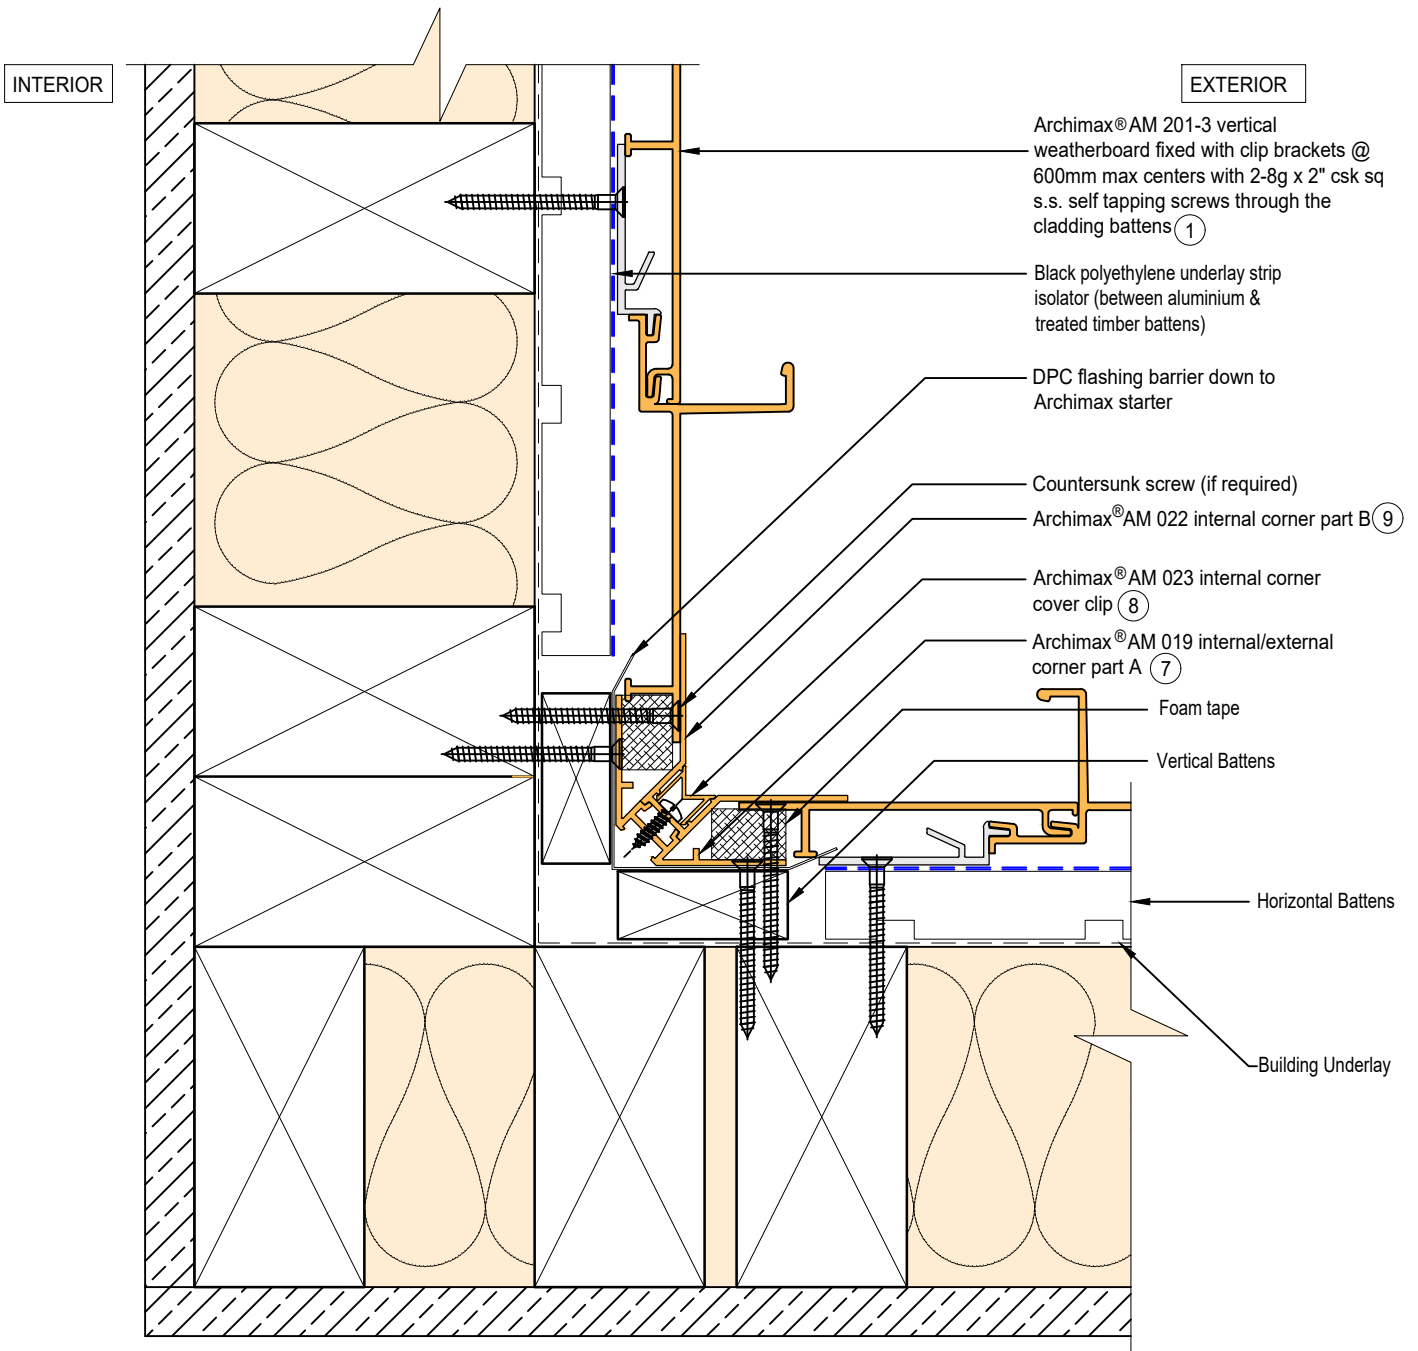 INTERIOR
EXTERIOR
Archimax® AM 201-3 vertical
weatherboard fixed with clip brackets @
600mm max centers with 2-8g x 2" csk sq
s.s. self tapping screws through the
cladding battens 1
Black polyethylene underlay strip
isolator (between aluminium &
treated timber battens)
DPC flashing barrier down to
Archimax starter
Countersunk screw (if required)
Archimax® AM 022 internal corner part B 9
Archimax® AM 023 internal corner
cover clip 8
Archimax® AM 019 internal/external
corner part A 7
Foam tape
Vertical Battens
Horizontal Battens
Building Underlay